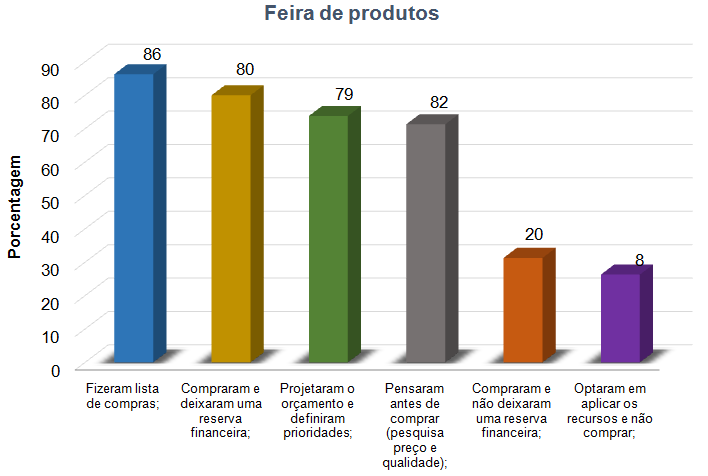 Feira de produtos
Porcentagem
90
80
70
60
50
40
30
20
10
0
86
80
79
82
20
8
Fizeram lista
de compras;
Compraram e
deixaram uma
reserva
financeira;
Projetaram o
orçamento e
definiram
prioridades;
Pensaram
antes de
comprar
(pesquisa
preço e
qualidade);
Compraram e
não deixaram
uma reserva
financeira;
Optaram em
aplicar os
recursos e não
comprar;